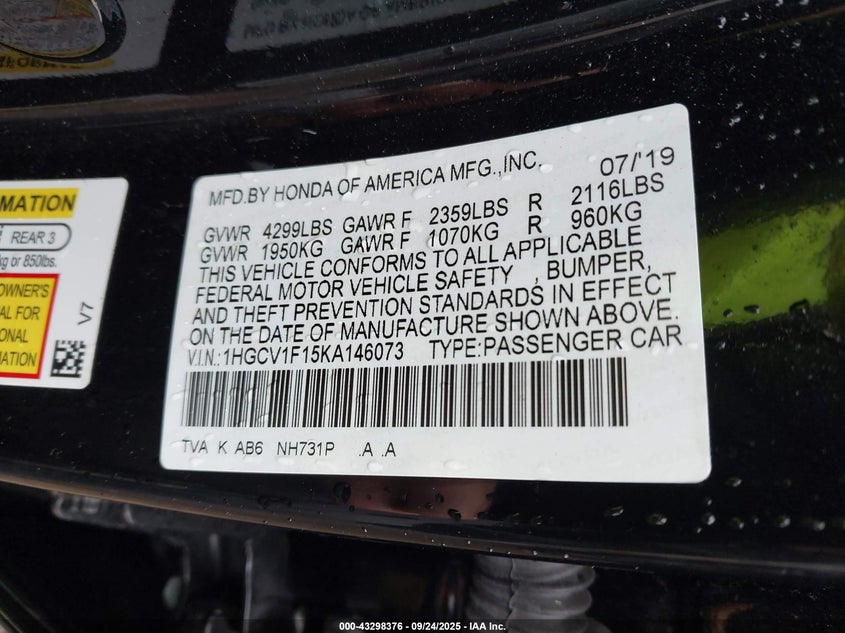 MFD.BY HONDA OF AMERICA MFG.,INC. 07/'19
GVWR 4299LBS GAWR F 2359LBS R 2116LBS
GVWR 1950KG GAWR F 1070KG R 960KG
THIS VEHICLE CONFORMS TO ALL APPLICABLE
FEDERAL MOTOR VEHICLE SAFETY , BUMPER,
AND THEFT PREVENTION STANDARDS IN EFFECT
ON THE DATE OF MANUFACTURE SHOWN ABOVE.
V.I.N.: 1HGCV1F15KA146073 TYPE:PASSENGER CAR
TVA K AB6 NH731P .A .A
MATION
REAR 3
kg or 850lbs.
OWNER'S
AL FOR
ONAL
MATION
V7
000-43298376 - 09/24/2025 - IAA Inc.